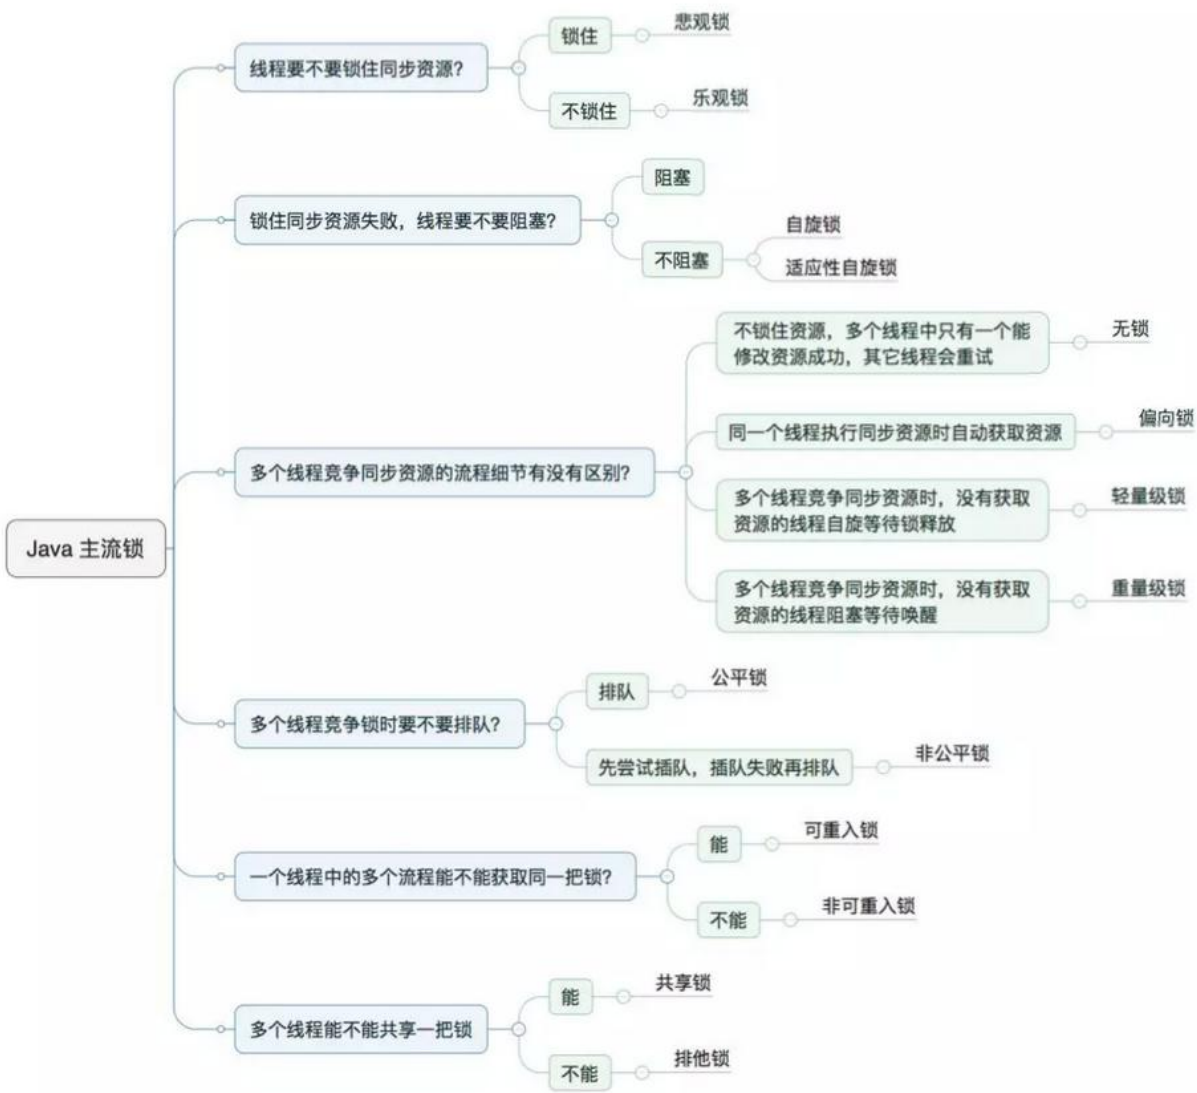 Java 主流锁
线程要不要锁住同步资源？
锁住
悲观锁
不锁住
乐观锁
锁住同步资源失败，线程要不要阻塞？
阻塞
不阻塞
自旋锁
适应性自旋锁
多个线程竞争同步资源的流程细节有没有区别？
不锁住资源，多个线程中只有一个能
修改资源成功，其它线程会重试
无锁
同一个线程执行同步资源时自动获取资源
偏向锁
多个线程竞争同步资源时，没有获取
资源的线程自旋等待锁释放
轻量级锁
多个线程竞争同步资源时，没有获取
资源的线程阻塞等待唤醒
重量级锁
多个线程竞争锁时要不要排队？
排队
公平锁
先尝试插队，插队失败再排队
非公平锁
一个线程中的多个流程能不能获取同一把锁？
能
可重入锁
不能
非可重入锁
多个线程能不能共享一把锁
能
共享锁
不能
排他锁